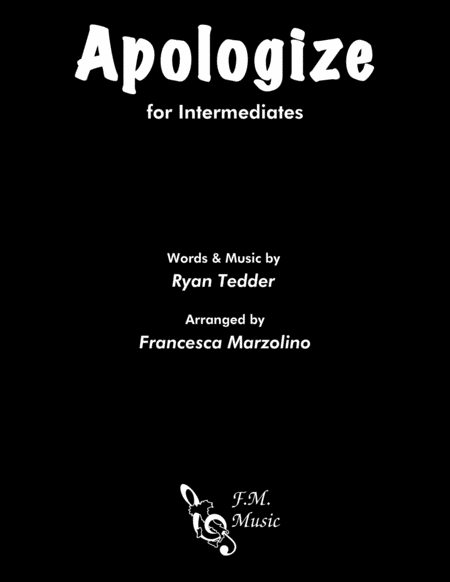 Apologize
for Intermediates
Words & Music by
Ryan Tedder
Arranged by
Francesca Marzolino
F.M.
Music